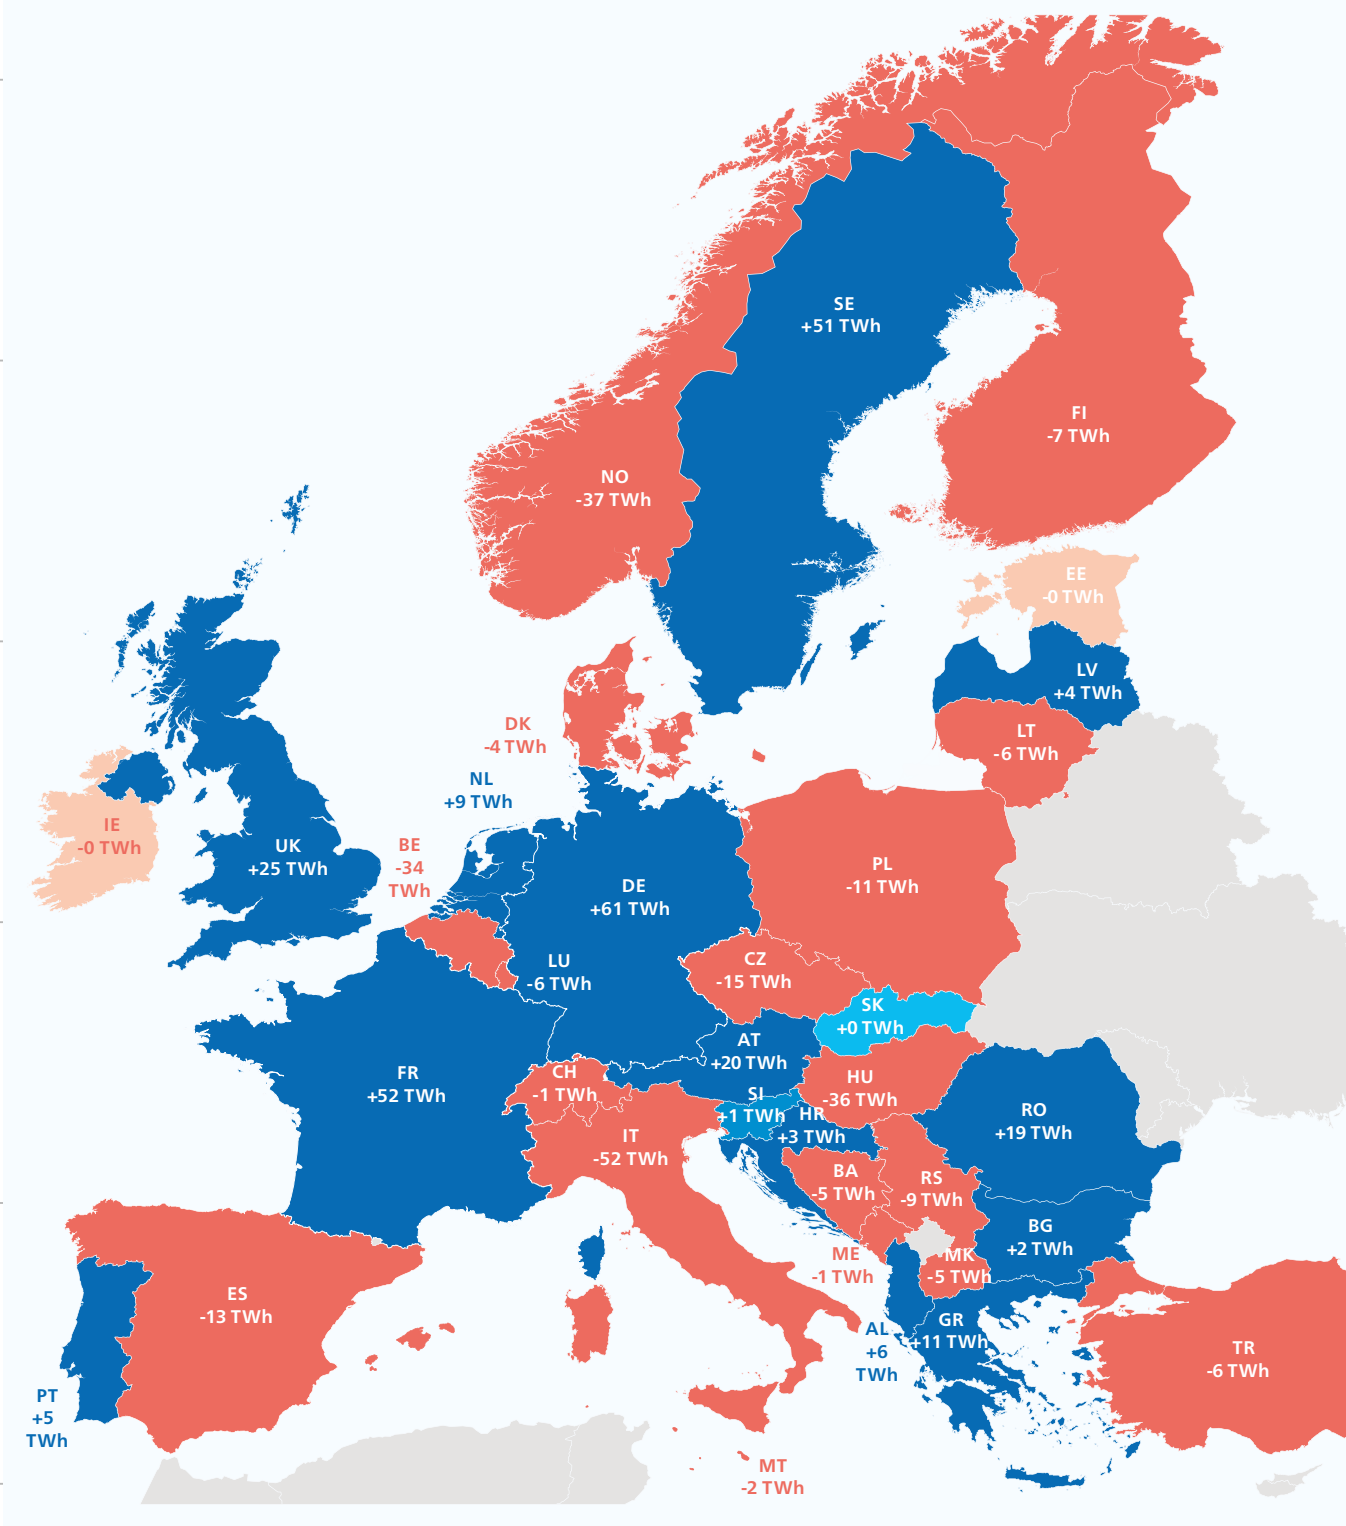 SE
+51 TWh
FI
-7 TWh
NO
-37 TWh
EE
-0 TWh
LV
+4 TWh
LT
-6 TWh
DK
-4 TWh
NL
+9 TWh
IE
-0 TWh
UK
+25 TWh
BE
-34
TWh
DE
+61 TWh
PL
-11 TWh
LU
-6 TWh
CZ
-15 TWh
SK
+0 TWh
AT
+20 TWh
FR
+52 TWh
CH
-1 TWh
HU
-36 TWh
SI
+1 TWh
HR
+3 TWh
RO
+19 TWh
IT
-52 TWh
BA
-5 TWh
RS
-9 TWh
BG
+2 TWh
ME
-1 TWh
MK
-5 TWh
ES
-13 TWh
AL
+6
TWh
GR
+11 TWh
TR
-6 TWh
PT
+5
TWh
MT
-2 TWh